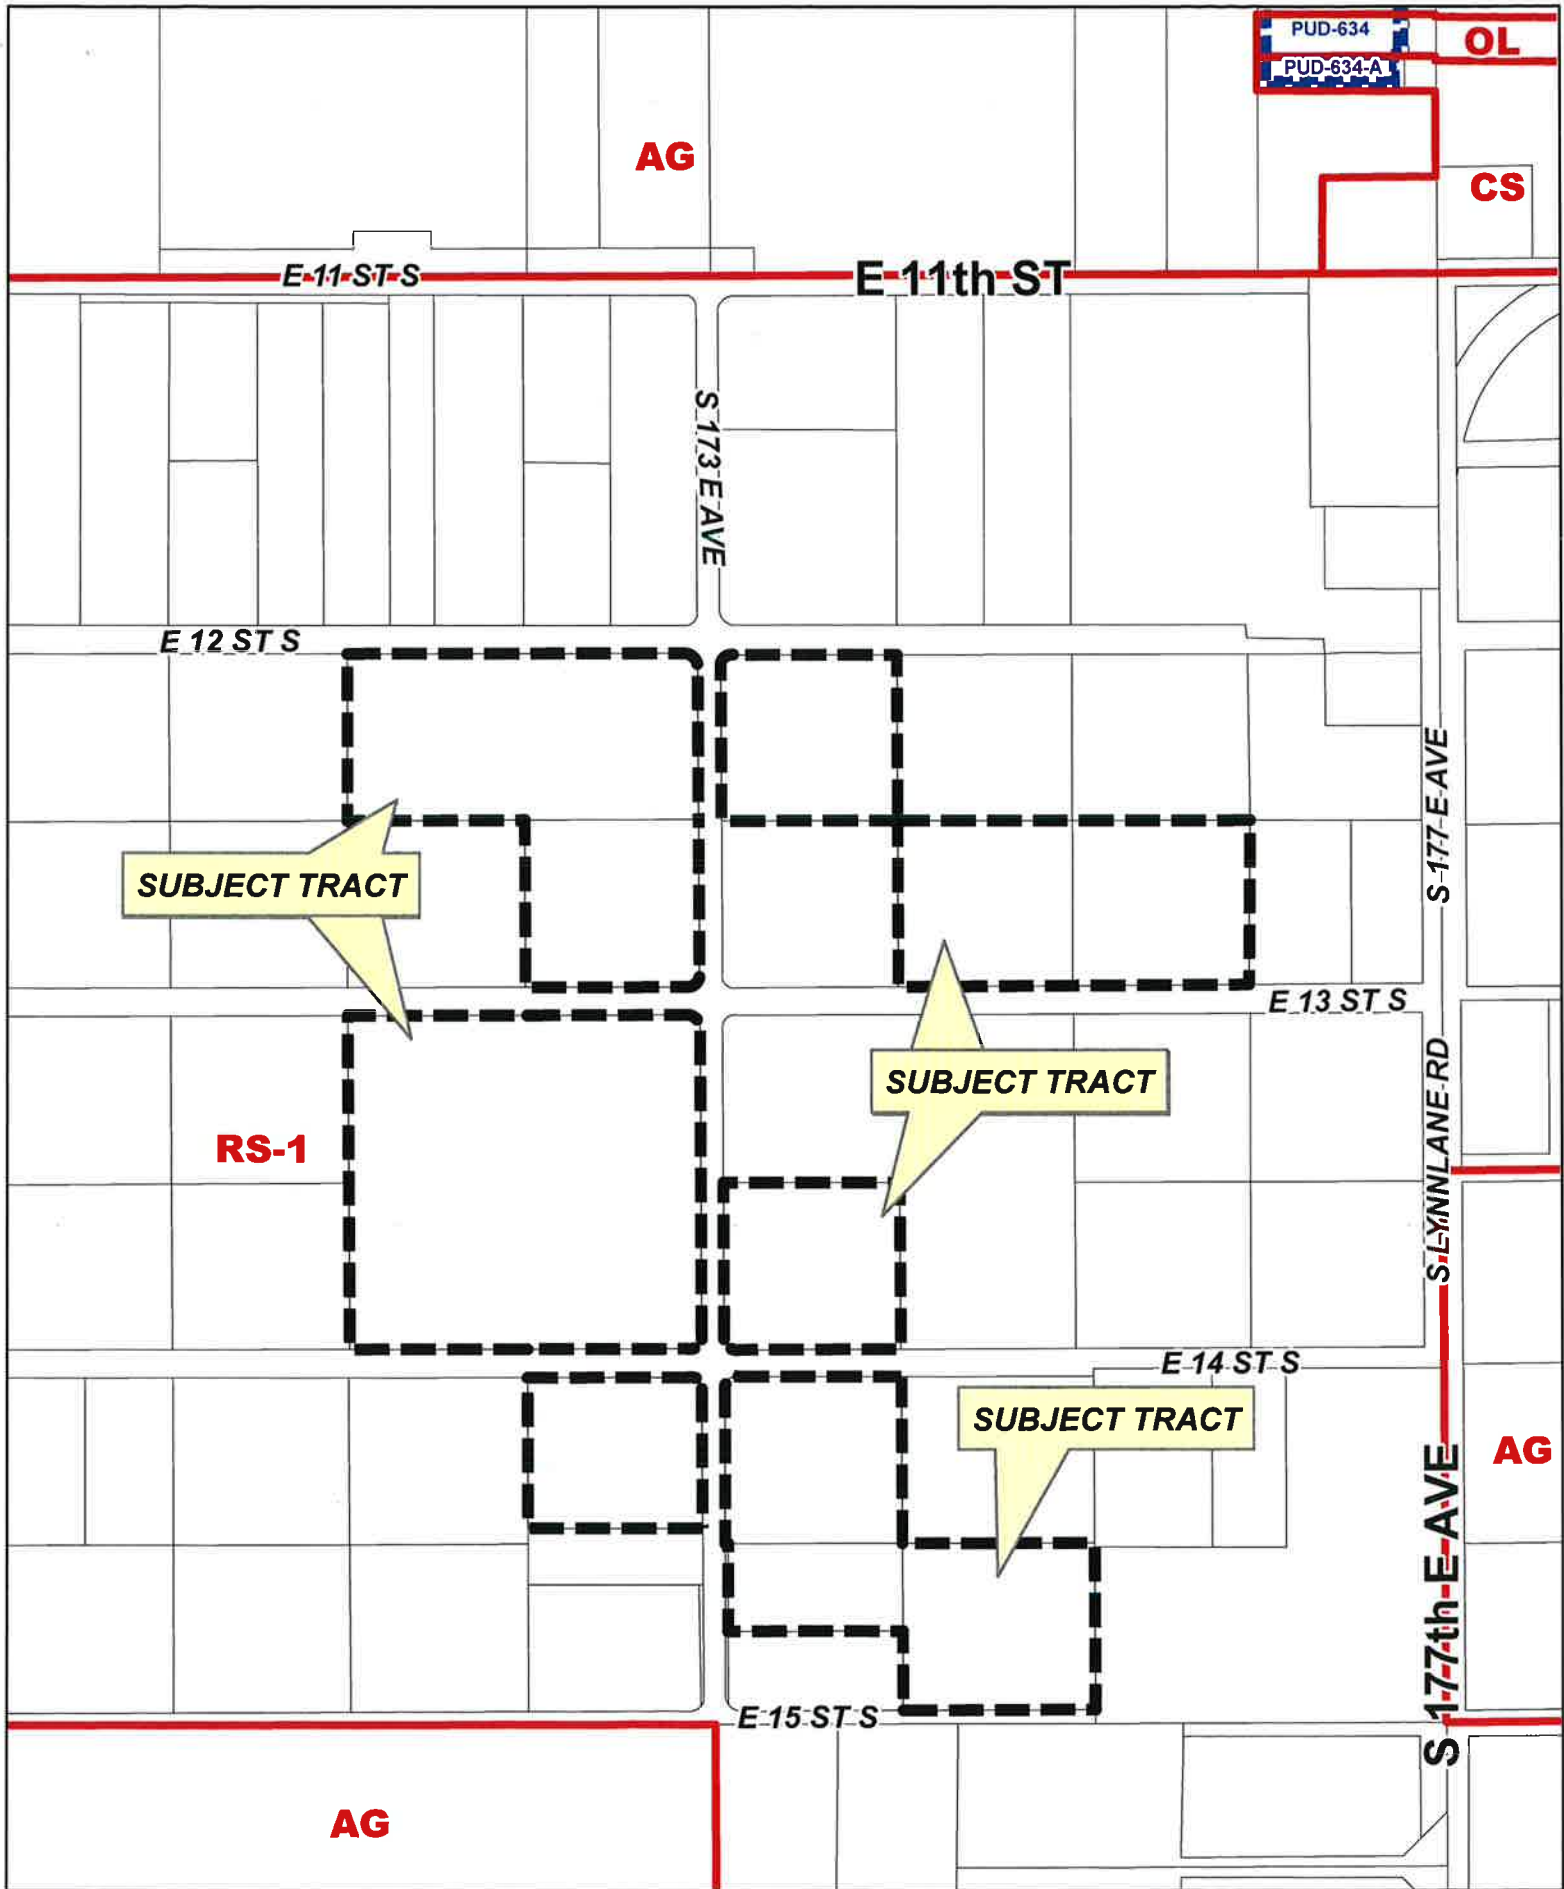 PUD-634
OL
PUD-634-A
AG
CS
E 11 ST S
E 11th ST
S 173 E AVE
E 12 ST S
S 177 E AVE
SUBJECT TRACT
E 13 ST S
SUBJECT TRACT
S LYNNLANE RD
RS-1
E 14 ST S
SUBJECT TRACT
AG
S 177th E AVE
E 15 ST S
AG